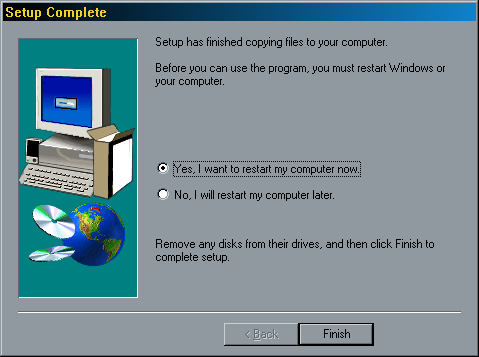 Setup Complete
Setup has finished copying files to your computer.
Before you can use the program, you must restart Windows or
your computer.
Yes, I want to restart my computer now.
No, I will restart my computer later.
Remove any disks from their drives, and then click Finish to
complete setup.
< Back
Finish